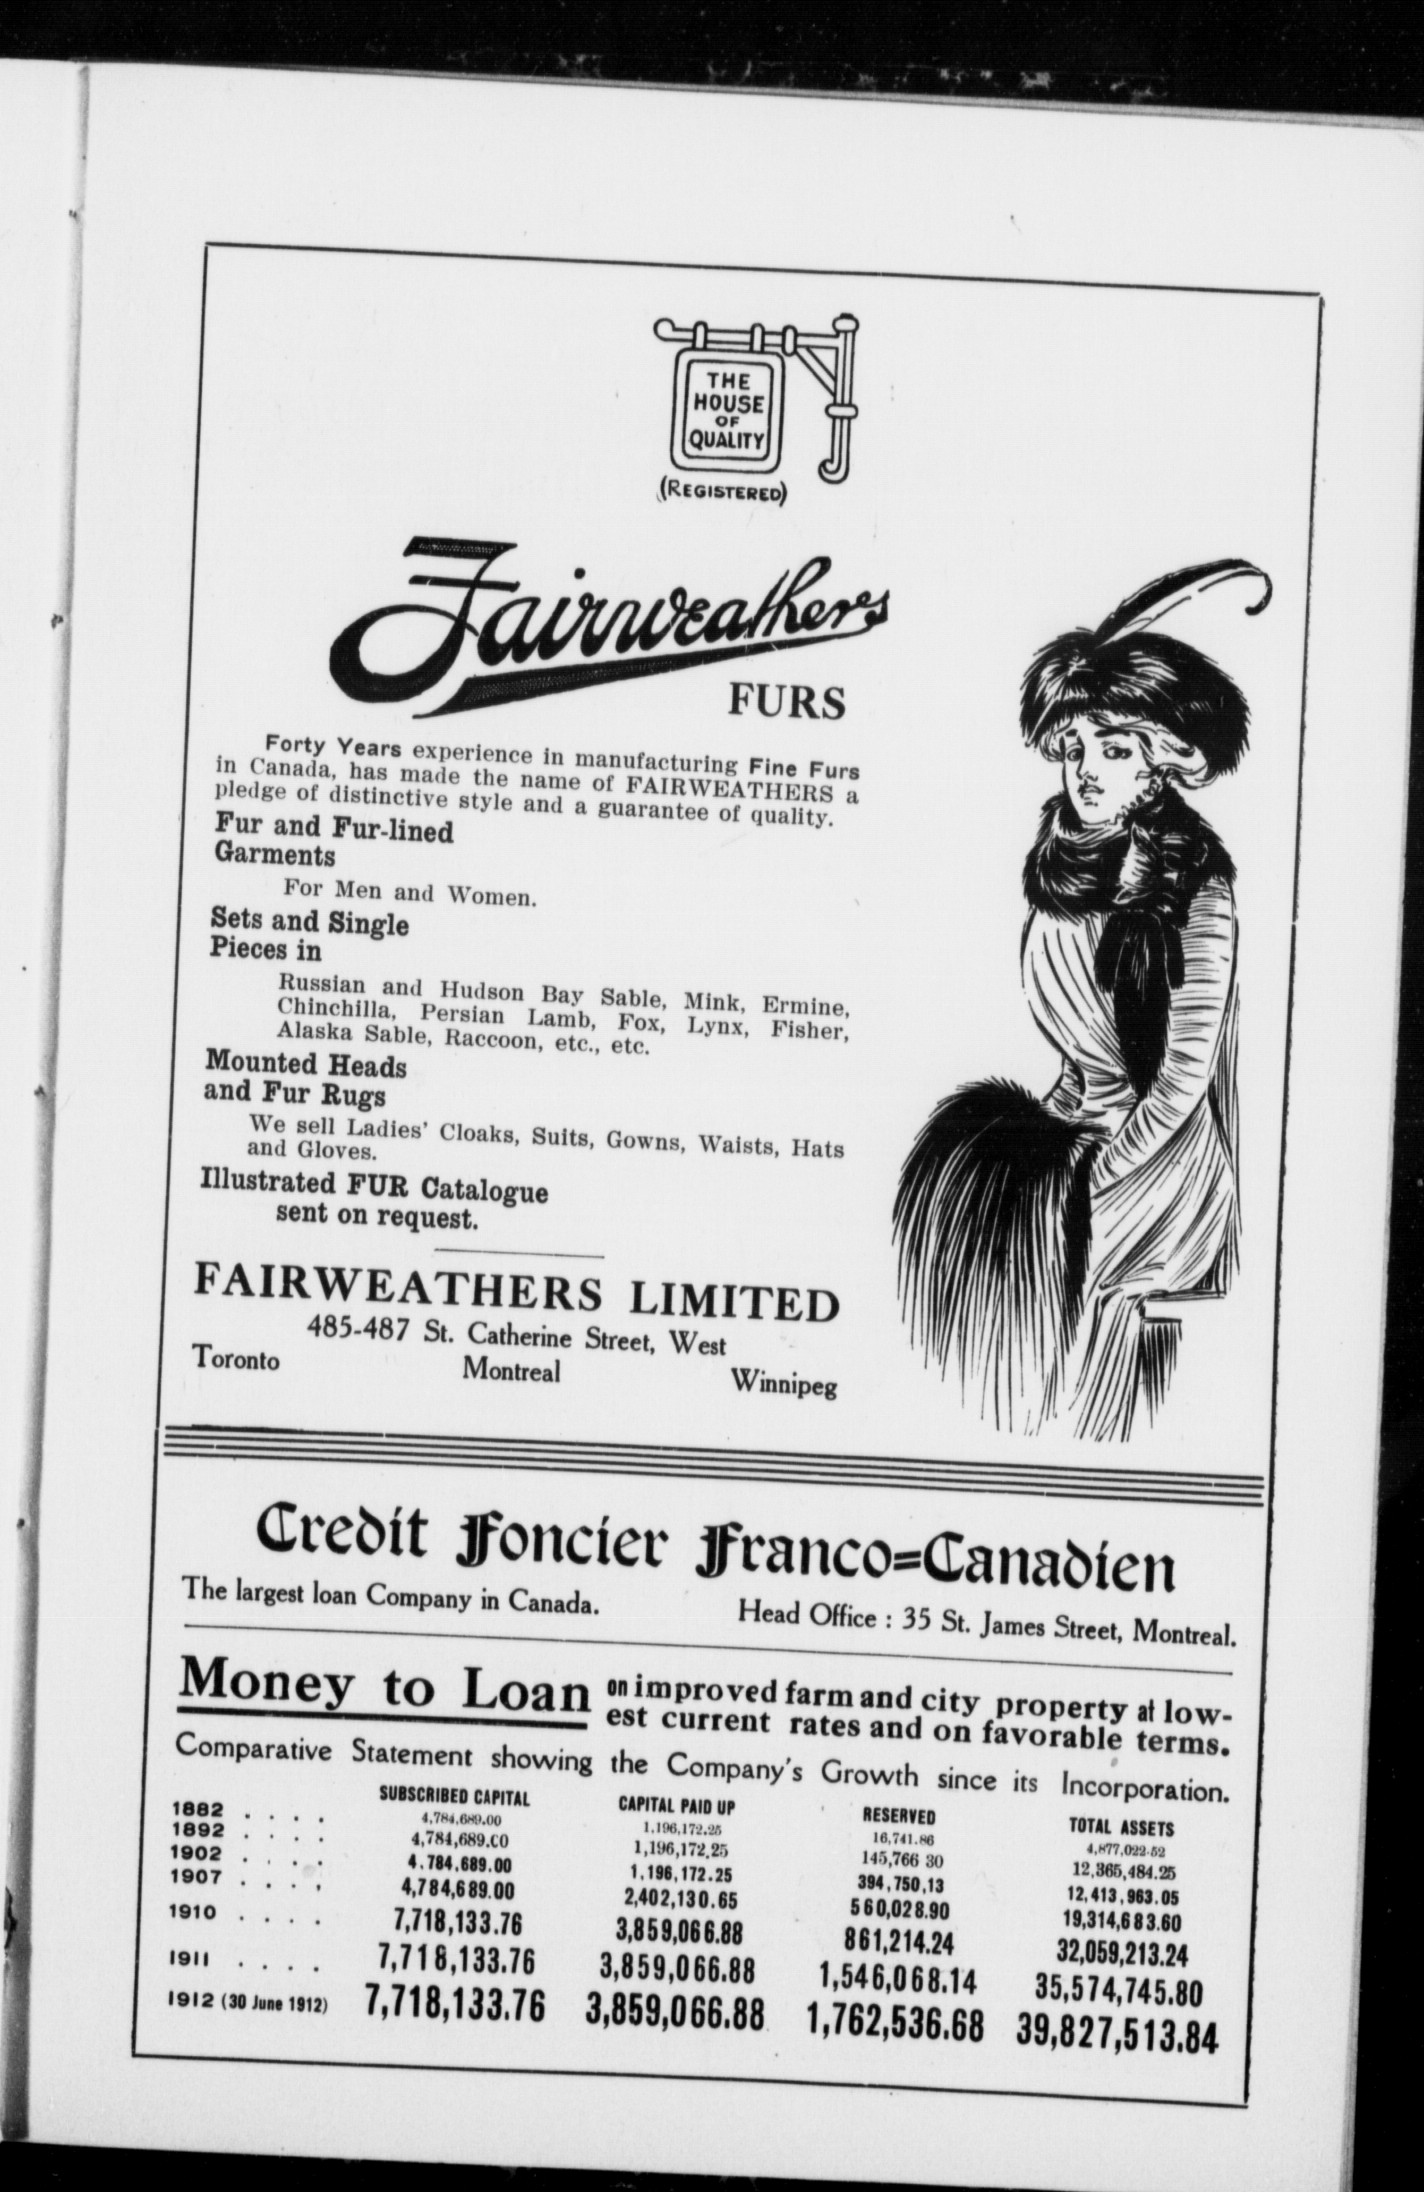 THE
HOUSE
OF
QUALITY
(REGISTERED)
Fairweathers
FURS
Forty Years experience in manufacturing Fine Furs
in Canada, has made the name of FAIRWEATHERS a
pledge of distinctive style and a guarantee of quality.
Fur and Fur-lined
Garments
For Men and Women.
Sets and Single
Pieces in
Russian and Hudson Bay Sable, Mink, Ermine,
Chinchilla, Persian Lamb, Fox, Lynx, Fisher,
Alaska Sable, Raccoon, etc., etc.
Mounted Heads
and Fur Rugs
We sell Ladies' Cloaks, Suits, Gowns, Waists, Hats
and Gloves.
Illustrated FUR Catalogue
sent on request.
FAIRWEATHERS LIMITED
485-487 St. Catherine Street, West
Toronto Montreal Winnipeg
Credit Foncier Franco=Canadien
The largest loan Company in Canada. Head Office : 35 St. James Street, Montreal.
Money to Loan on improved farm and city property at low-
est current rates and on favorable terms.
Comparative Statement showing the Company's Growth since its Incorporation.
SUBSCRIBED CAPITAL CAPITAL PAID UP RESERVED TOTAL ASSETS
1882 . . . . 4,784,689.00 1,196,172.25 16,741.86 4,877,022.52
1892 . . . . 4,784,689.C0 1,196,172,25 145,766 30 12,365,484.25
1902 . . . . 4.784.689.00 1.196.172.25 394,750,13 12,413,963.05
1907 . . . . 4,784,689.00 2,402,130.65 560,028.90 19,314,683.60
1910 . . . . 7,718,133.76 3,859,066.88 861,214.24 32,059,213.24
1911 . . . . 7,718,133.76 3,859,066.88 1,546,068.14 35,574,745.80
1912 (30 June 1912) 7,718,133.76 3,859,066.88 1,762,536.68 39,827,513.84